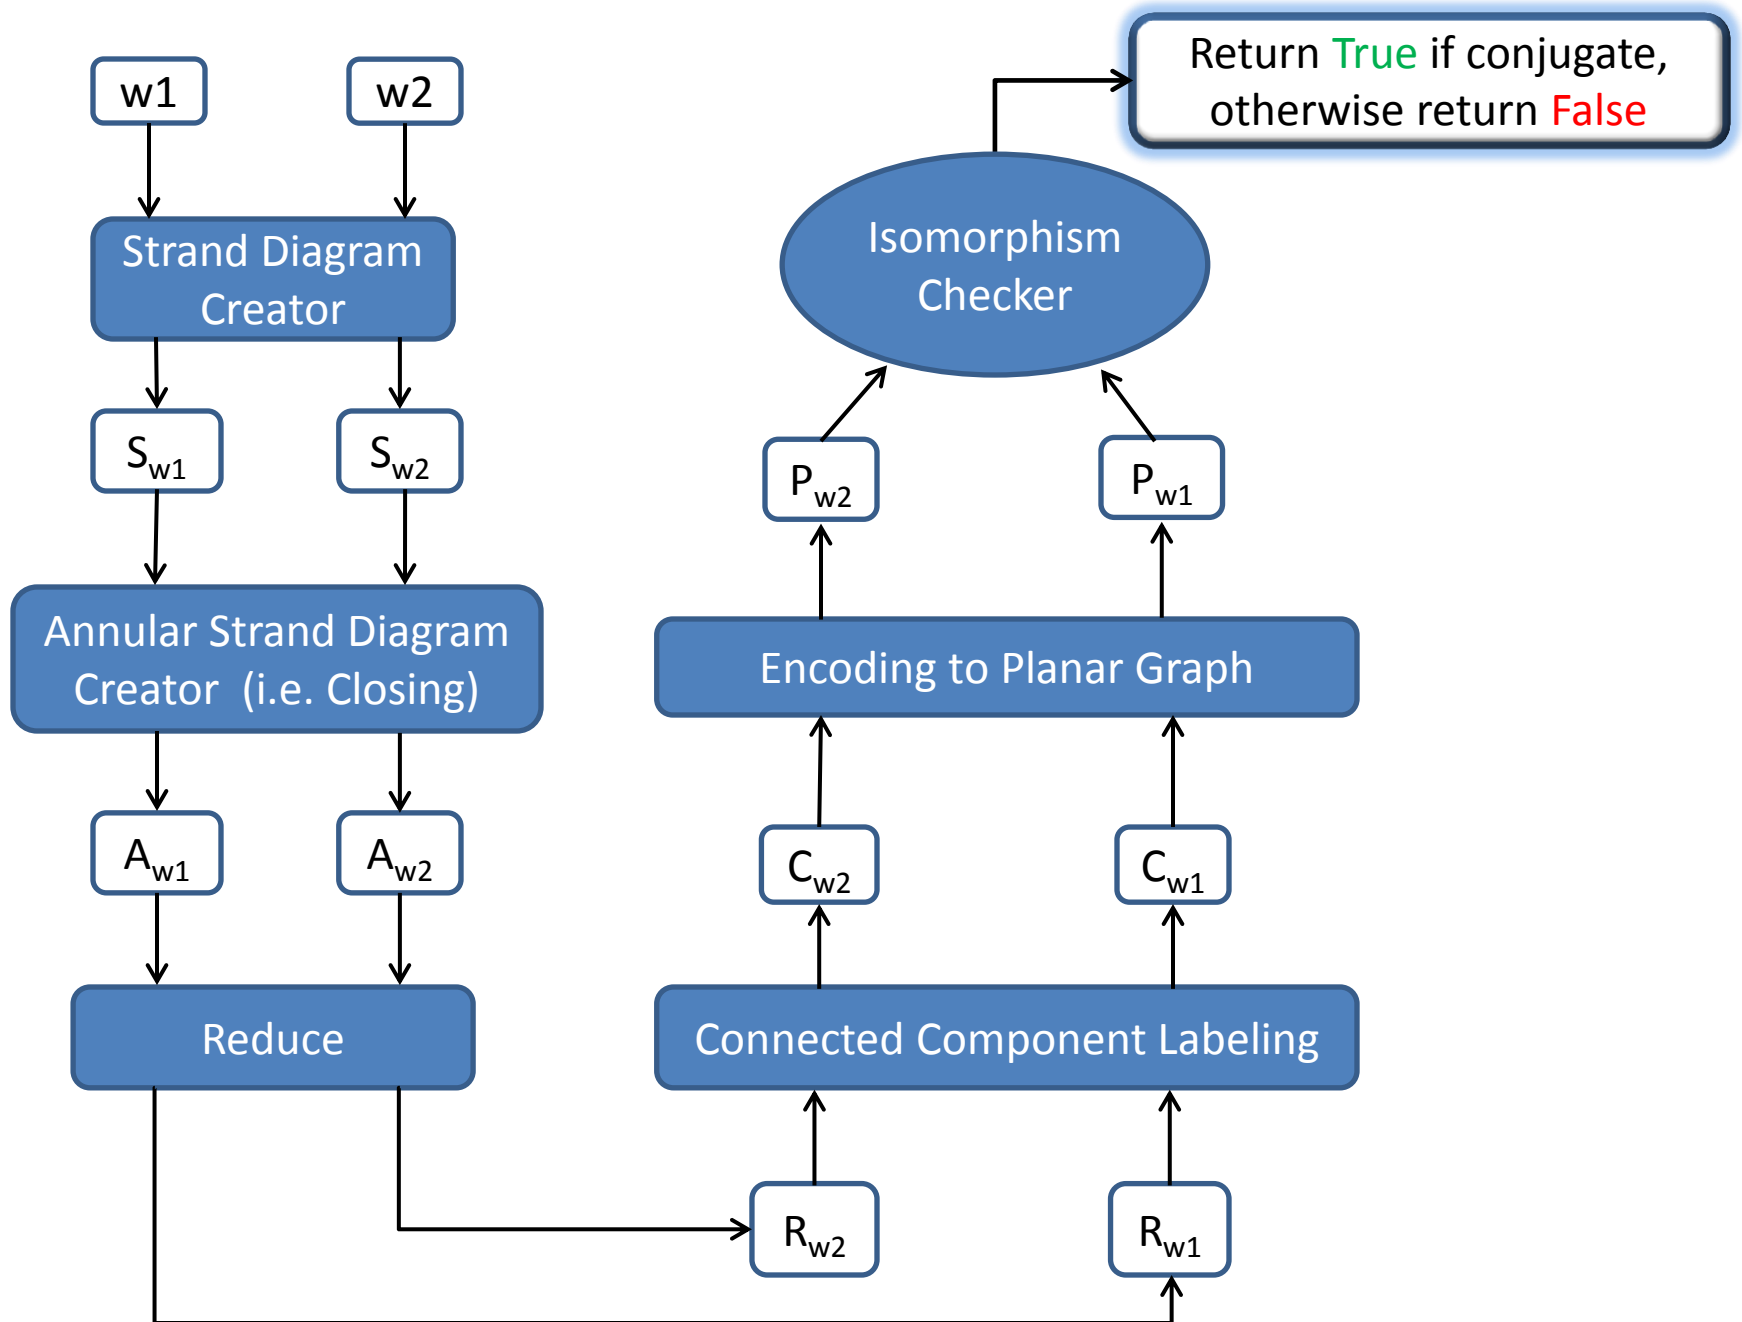 w1
w2
Strand Diagram
Creator
Sw1
Sw2
Annular Strand Diagram
Creator (i.e. Closing)
Aw1
Aw2
Reduce
Return True if conjugate,
otherwise return False
Isomorphism
Checker
Pw2
Pw1
Encoding to Planar Graph
Cw2
Cw1
Connected Component Labeling
Rw2
Rw1